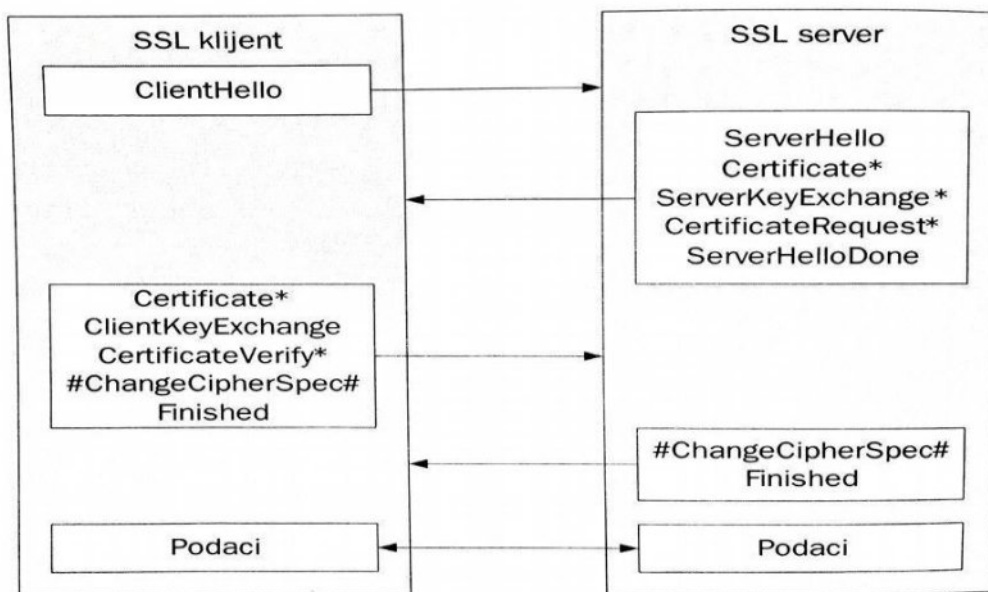 SSL klijent
SSL server
ClientHello
ServerHello
Certificate*
ServerKeyExchange*
CertificateRequest*
ServerHelloDone
Certificate*
ClientKeyExchange
CertificateVerify*
#ChangeCipherSpec#
Finished
#ChangeCipherSpec#
Finished
Podaci
Podaci